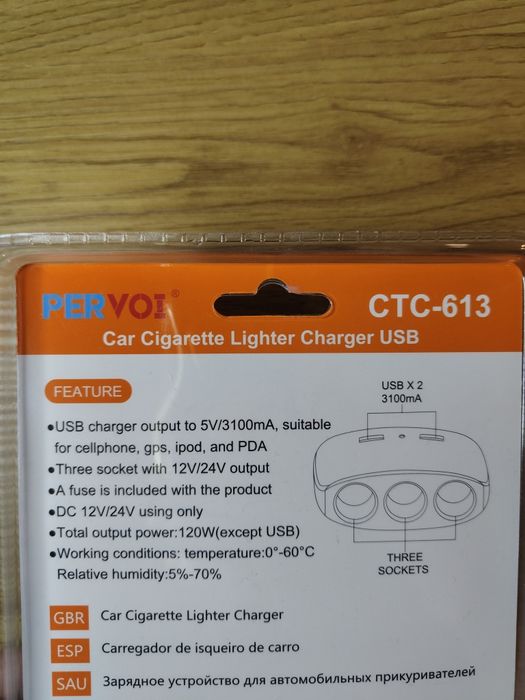 PERVOI®
CTC-613
Car Cigarette Lighter Charger USB
FEATURE
●USB charger output to 5V/3100mA, suitable
for cellphone, gps, ipod, and PDA
●Three socket with 12V/24V output
●A fuse is included with the product
●DC 12V/24V using only
●Total output power:120W(except USB)
●Working conditions: temperature:0°-60°C
Relative humidity:5%-70%
USB X 2
3100mA
THREE
SOCKETS
GBR Car Cigarette Lighter Charger
ESP Carregador de isqueiro de carro
SAU Зарядное устройство для автомобильных прикуривателей